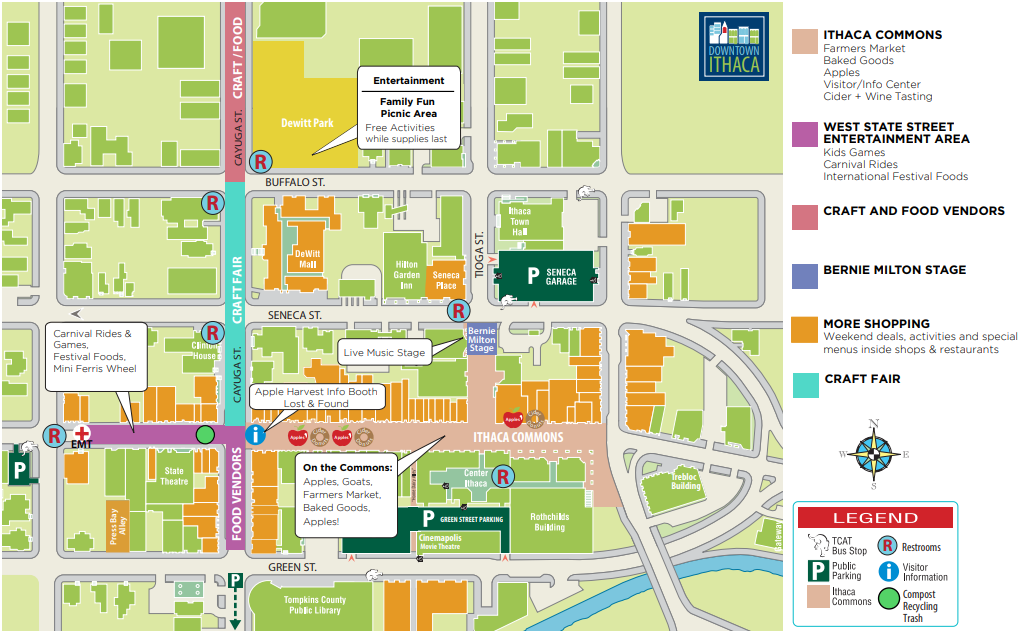 CRAFT / FOOD
CAYUGA ST.
DOWNTOWN
ITHACA
Entertainment
Family Fun
Picnic Area
Free Activities
while supplies last
Dewitt Park
R
BUFFALO ST.
R
CRAFT FAIR
CAYUGA ST.
DeWitt
Mall
Hilton
Garden
Inn
Seneca
Place
TIOGA ST.
Ithaca
Town
Hall
P SENECA
GARAGE
R
SENECA ST.
Carnival Rides &
Games,
Festival Foods,
Mini Ferris Wheel
R
Clinton
House
Live Music Stage
Bernie
Milton
Stage
Apple Harvest Info Booth
Lost & Found
R
EMT
i
Apples
Apples
Apples
ITHACA COMMONS
P
State
Theatre
Press Bay
Alley
FOOD VENDORS
On the Commons:
Apples, Goats,
Farmers Market,
Baked Goods,
Apples!
Center
Ithaca
R
P GREEN STREET PARKING
Cinemapolis
Movie Theatre
Rothchilds
Building
Trebloc
Building
Gateway
GREEN ST.
P
Tompkins County
Public Library
ITHACA COMMONS
Farmers Market
Baked Goods
Apples
Visitor/Info Center
Cider + Wine Tasting
WEST STATE STREET
ENTERTAINMENT AREA
Kids Games
Carnival Rides
International Festival Foods
CRAFT AND FOOD VENDORS
BERNIE MILTON STAGE
MORE SHOPPING
Weekend deals, activities and special
menus inside shops & restaurants
CRAFT FAIR
N
W E
S
LEGEND
TCAT
Bus Stop
R Restrooms
P Public
Parking
i Visitor
Information
Ithaca
Commons
Compost
Recycling
Trash